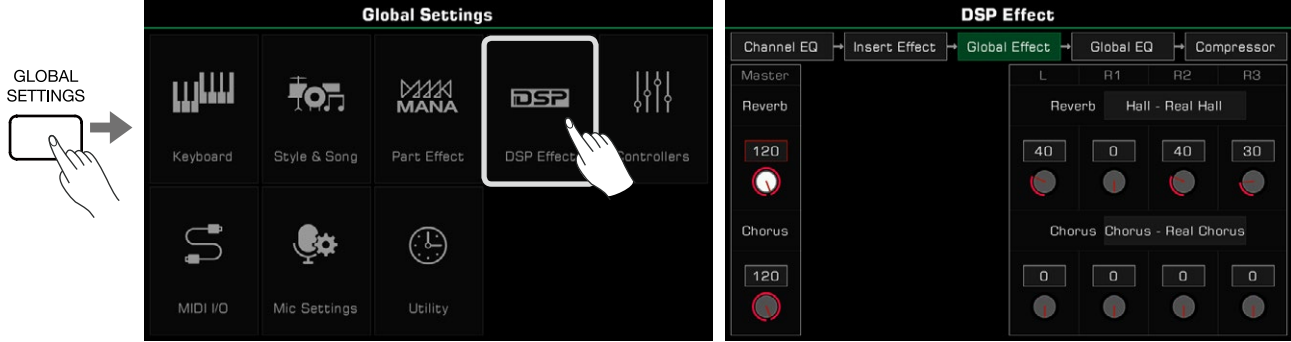 GLOBAL
SETTINGS
Global Settings
Keyboard
Style & Song
MANA
Part Effect
DSP
DSP Effect
Controllers
MIDI I/O
Mic Settings
Utility
DSP Effect
Channel EQ
Insert Effect
Global Effect
Global EQ
Compressor
Master
L R1 R2 R3
Reverb
Reverb Hall - Real Hall
120
40 0 40 30
Chorus
Chorus Chorus - Real Chorus
120
0 0 0 0